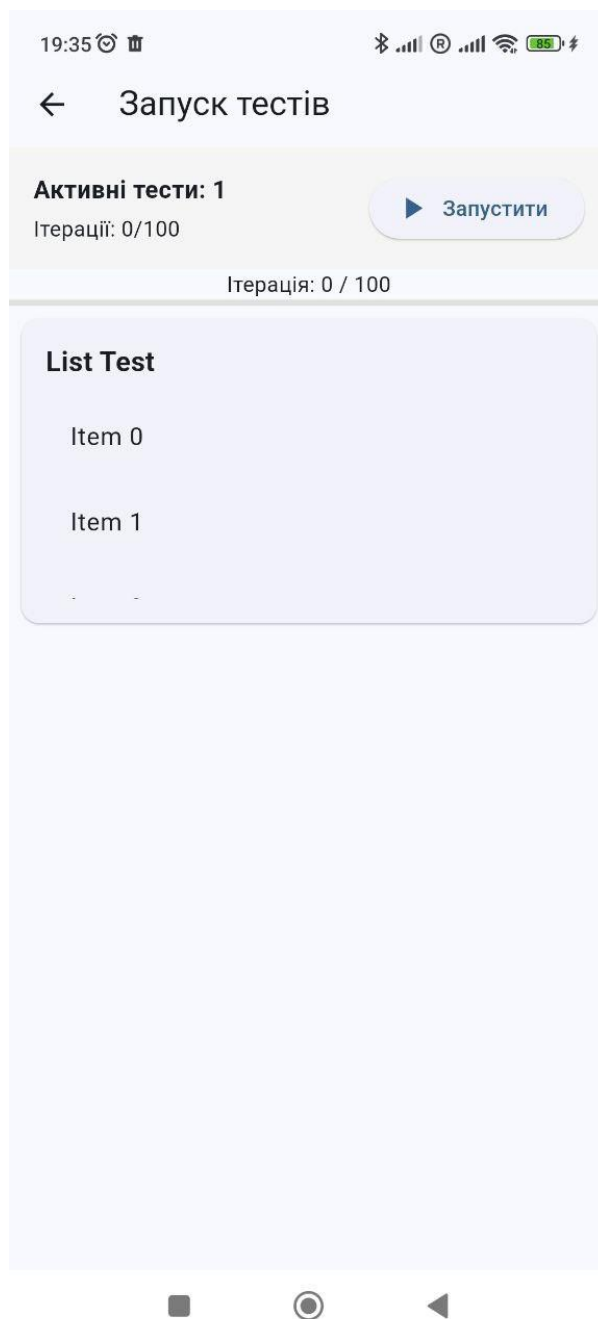 19:35 ® 85
Запуск тестів
Активні тести: 1
Запустити
Ітерації: 0/100
Ітерація: 0 / 100
List Test
Item 0
Item 1